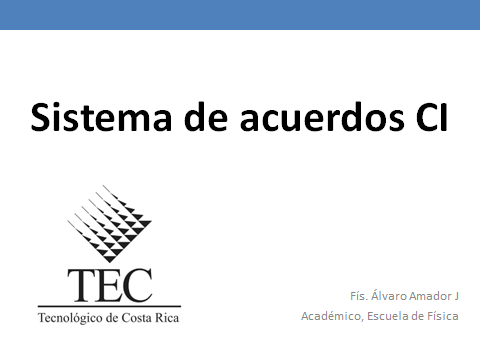 Sistema de acuerdos CI
TEC
Tecnológico de Costa Rica
Fís. Álvaro Amador J
Académico, Escuela de Física